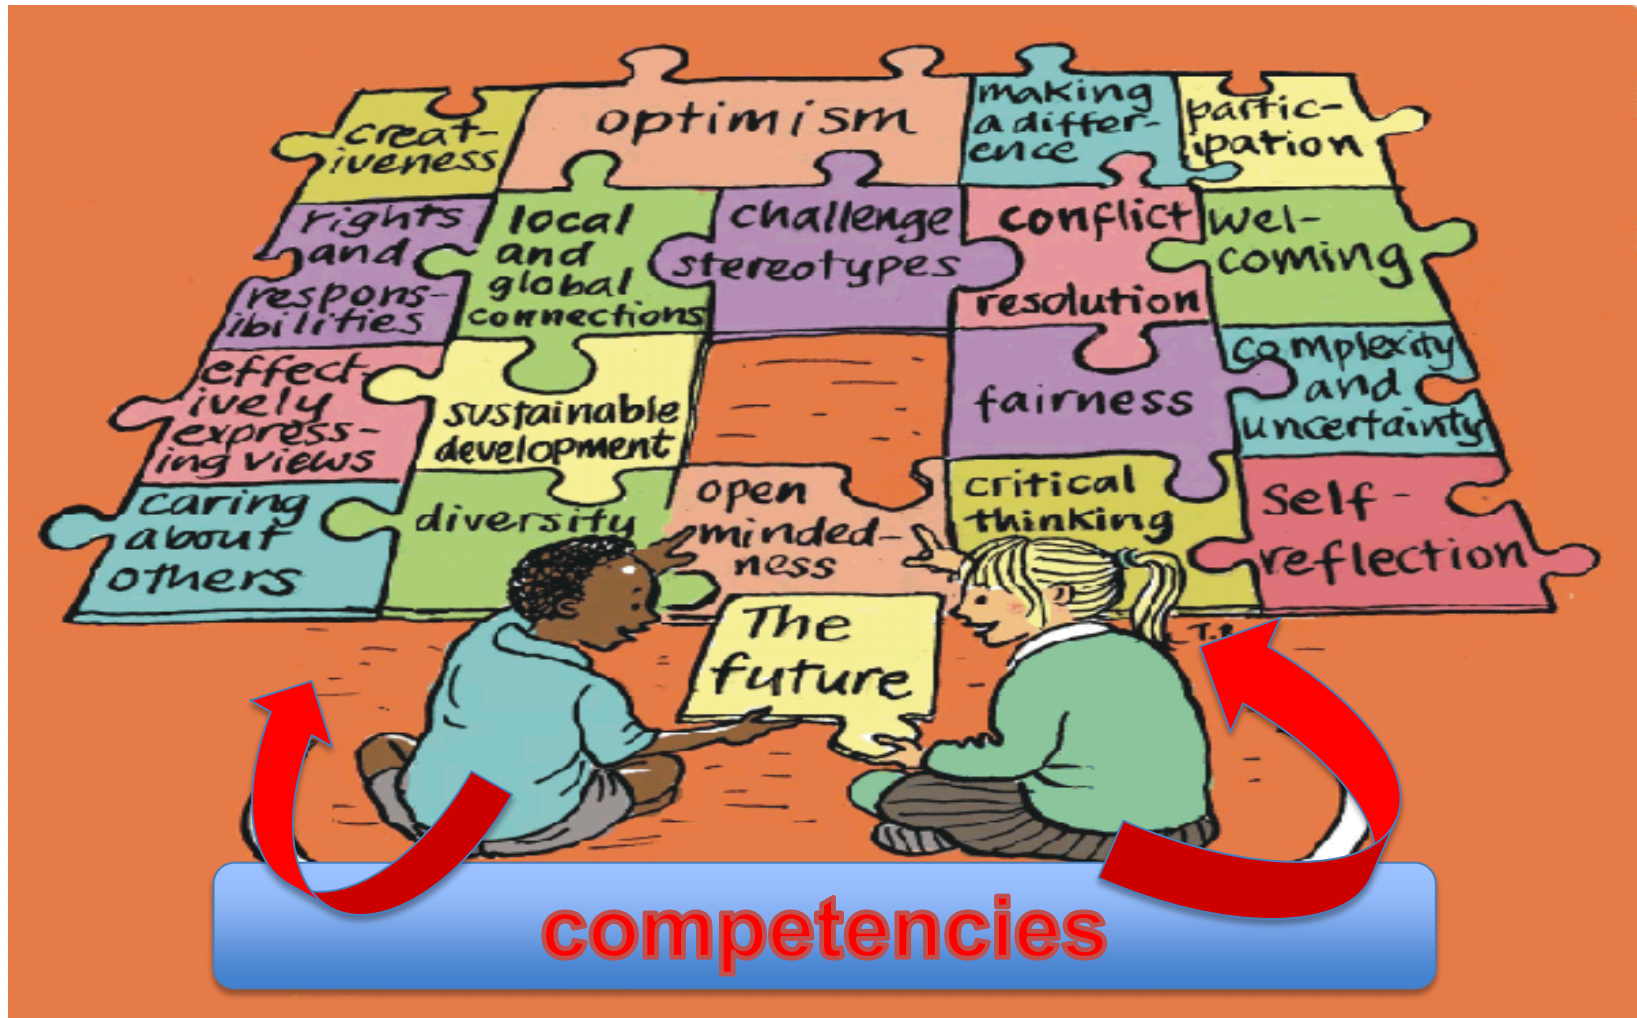 creat-
iveness
optimism
making
a differ-
ence
partic-
ipation
rights
and
respons-
ibilities
local
and
global
connections
challenge
stereotypes
conflict
resolution
wel-
coming
effect-
ively
express-
ing views
sustainable
development
fairness
complexity
and
uncertainty
caring
about
others
diversity
open
minded-
ness
critical
thinking
self-
reflection
The
future
T.R
competencies